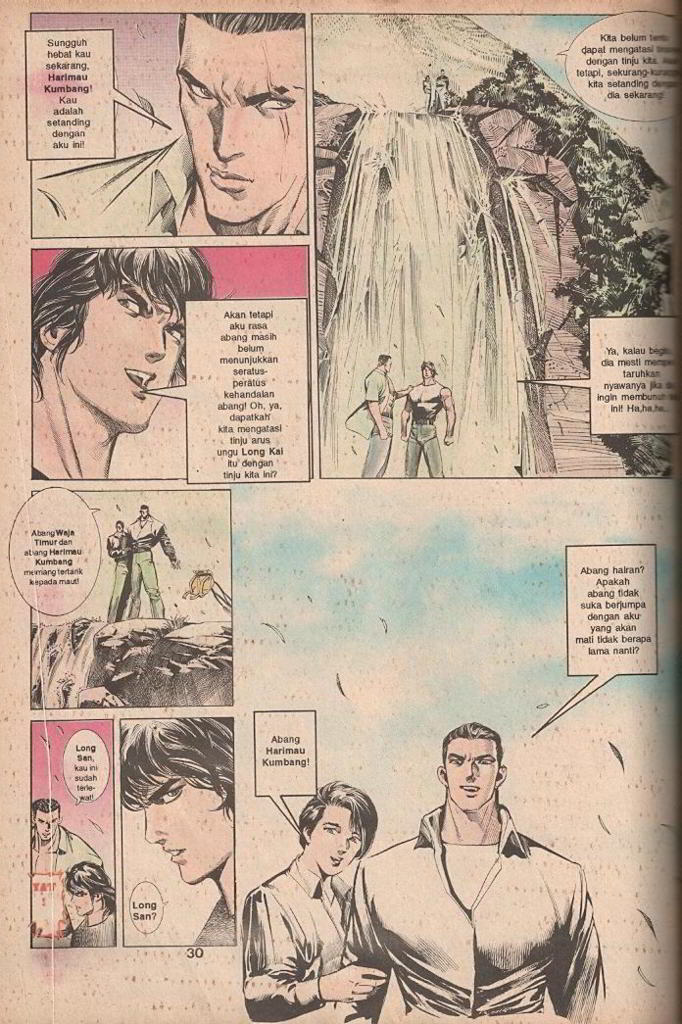 Sungguh
hebat kau
sekarang,
Harimau
Kumbang!
Kau
adalah
setanding
dengan
aku ini!
Kita belum
dapat mengatasi
dengan tinju kita.
tetapi, sekurang-
kita setanding
dia sekarang!
Akan tetapi
aku rasa
abang masih
belum
menunjukkan
seratus-
peratus
kehandalan
abang! Oh, ya,
dapatkah
kita mengatasi
tinju arus
ungu Long Kai
itu dengan
tinju kita ini?
Ya, kalau
dia mesti
taruhkan
nyawanya jika
ingin
ini! Ha,ha,ha...
Abang Waja
Timur dan
abang Harimau
Kumbang
memang tertarik
kepada maut!
Abang hairan?
Apakah
abang tidak
suka berjumpa
dengan aku
yang akan
mati tidak berapa
lama nanti?
Long
San,
kau ini
sudah
terle-
wat!
Long
San?
Abang
Harimau
Kumbang!
30